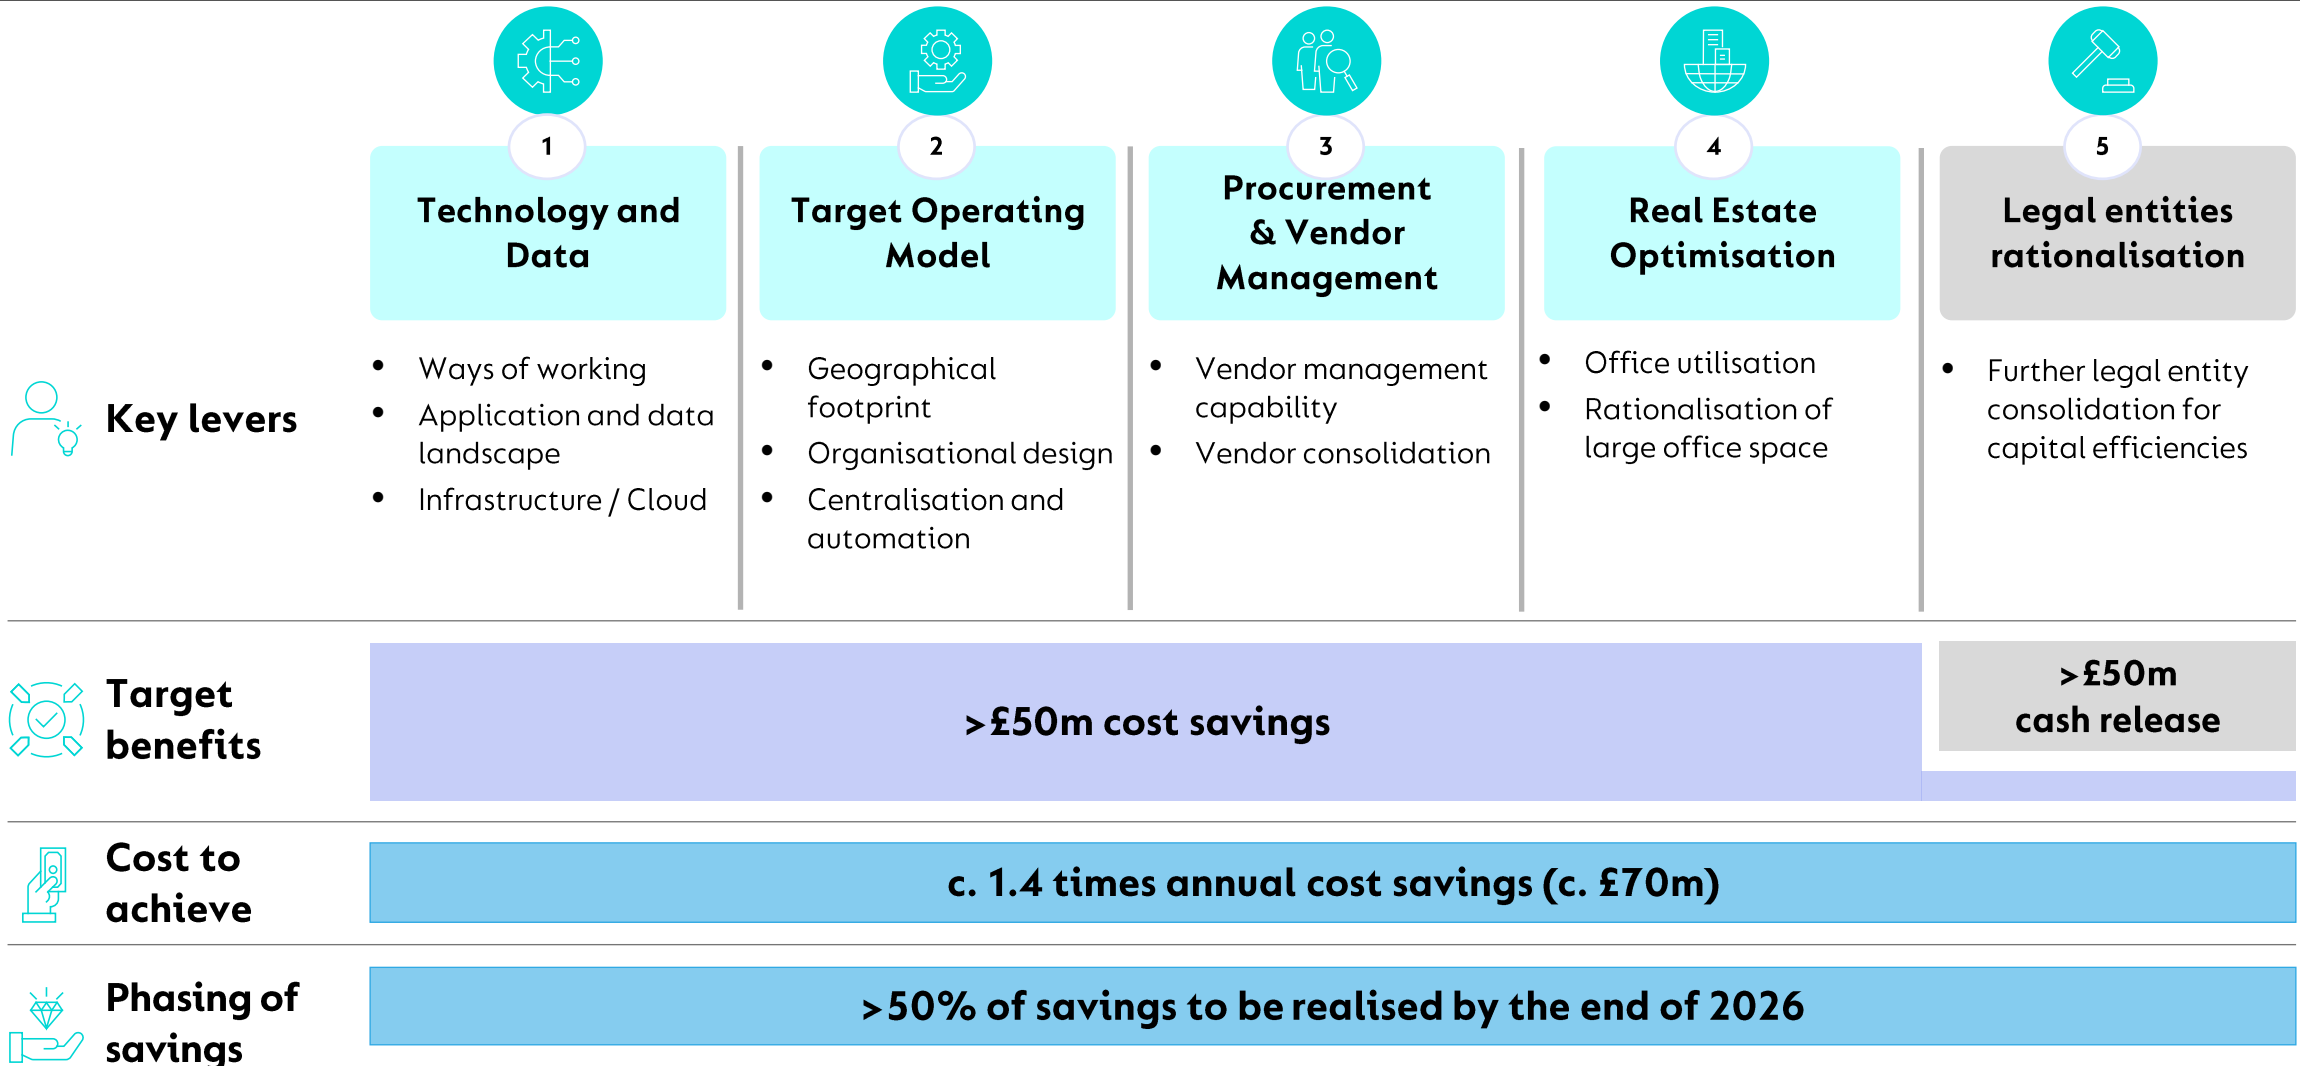 1
2
3
4
5
Technology and
Data
Target Operating
Model
Procurement
& Vendor
Management
Real Estate
Optimisation
Legal entities
rationalisation
Key levers
• Ways of working
• Application and data
landscape
• Infrastructure / Cloud
• Geographical
footprint
• Organisational design
• Centralisation and
automation
• Vendor management
capability
• Vendor consolidation
• Office utilisation
• Rationalisation of
large office space
• Further legal entity
consolidation for
capital efficiencies
Target
benefits
>£50m cost savings
>£50m
cash release
Cost to
achieve
c. 1.4 times annual cost savings (c. £70m)
Phasing of
savings
>50% of savings to be realised by the end of 2026